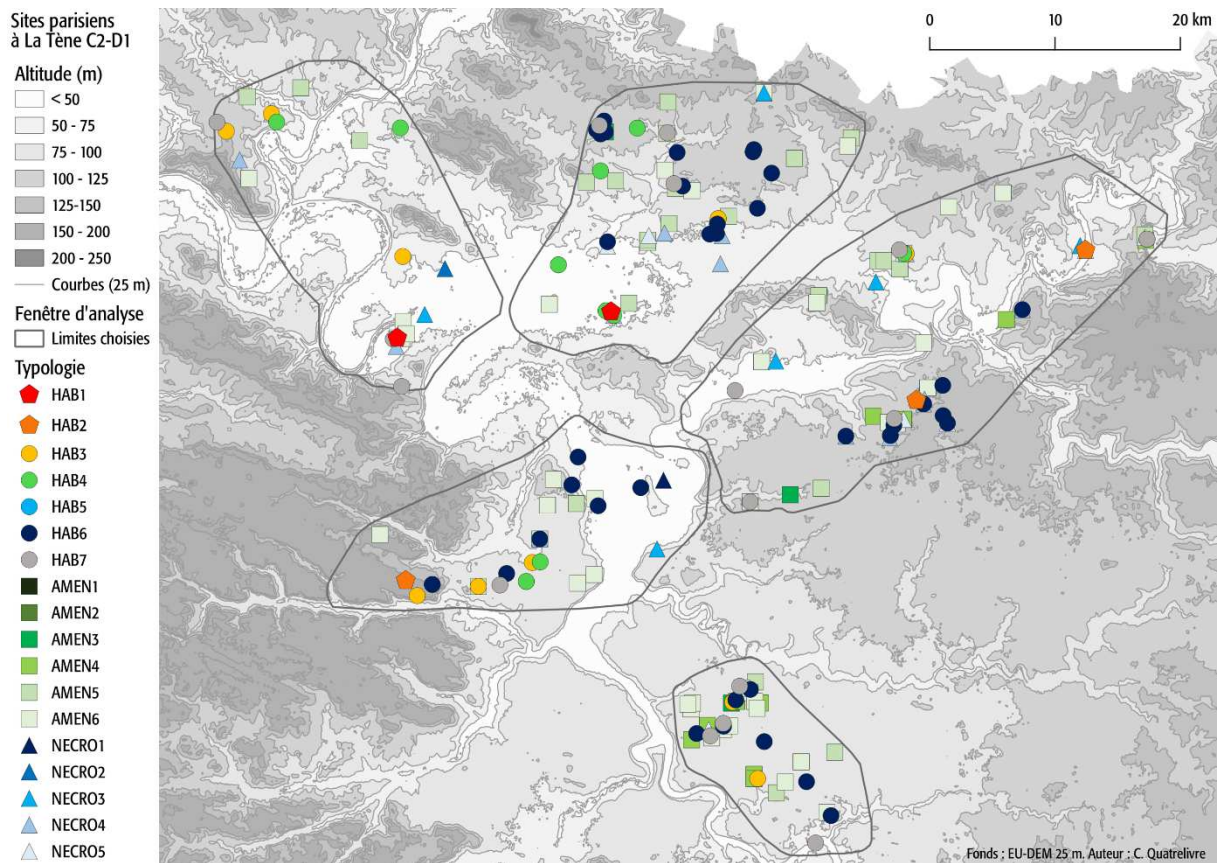 Sites parisiens
à La Tène C2-D1
Altitude (m)
< 50
50 - 75
75 - 100
100 - 125
125-150
150 - 200
200 - 250
Courbes (25 m)
Fenêtre d'analyse
Limites choisies
Typologie
HAB1
HAB2
HAB3
HAB4
HAB5
HAB6
HAB7
AMEN1
AMEN2
AMEN3
AMEN4
AMEN5
AMEN6
NECRO1
NECRO2
NECRO3
NECRO4
NECRO5
0 10 20 km
Fonds : EU-DEM 25 m. Auteur : C. Quatrelivre